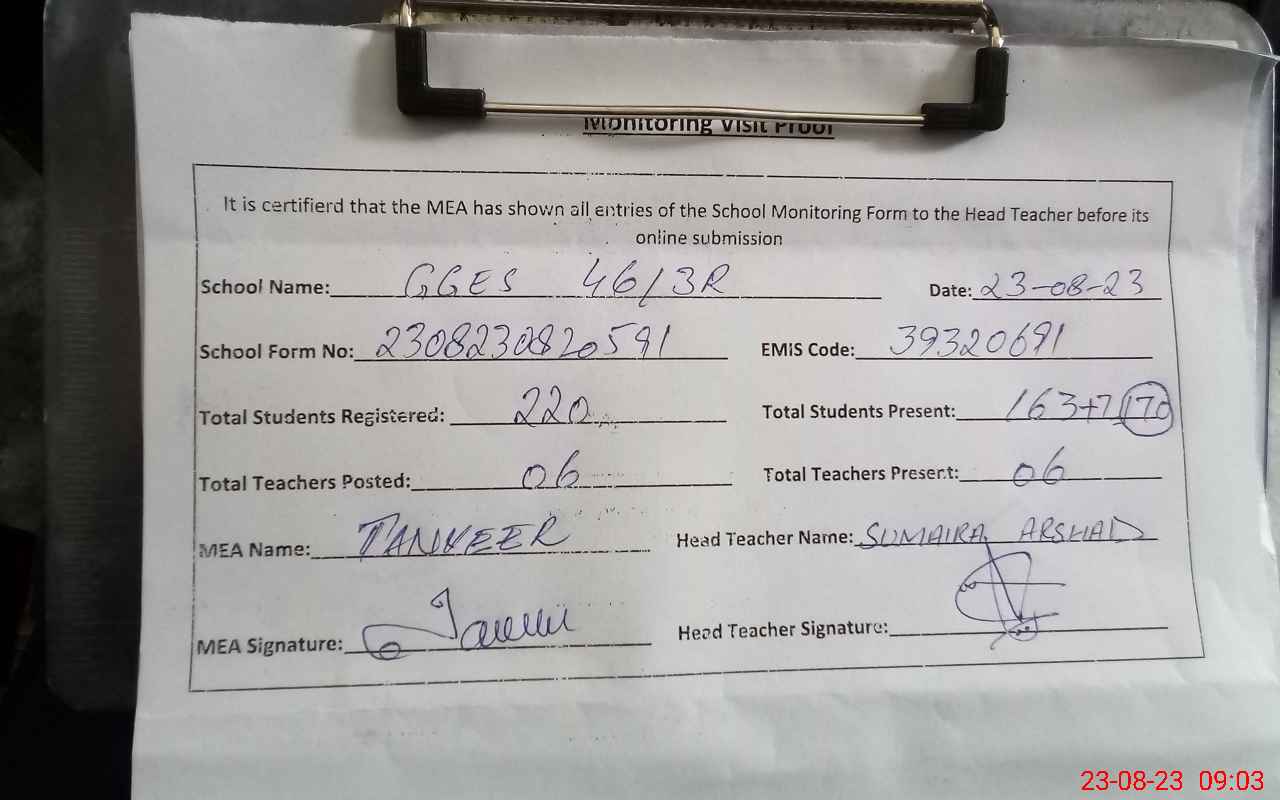 Monitoring Visit Proof
It is certifierd that the MEA has shown all entries of the School Monitoring Form to the Head Teacher before its
online submission
School Name: GGES 46/3R Date: 23-08-23
School Form No: 2308230820591 EMIS Code: 39320691
Total Students Registered: 220 Total Students Present: 163+7 170
Total Teachers Posted: 06 Total Teachers Present: 06
MEA Name: TANVEER Head Teacher Name: SUMAIRA ARSHAD
MEA Signature: Head Teacher Signature:
23-08-23 09:03